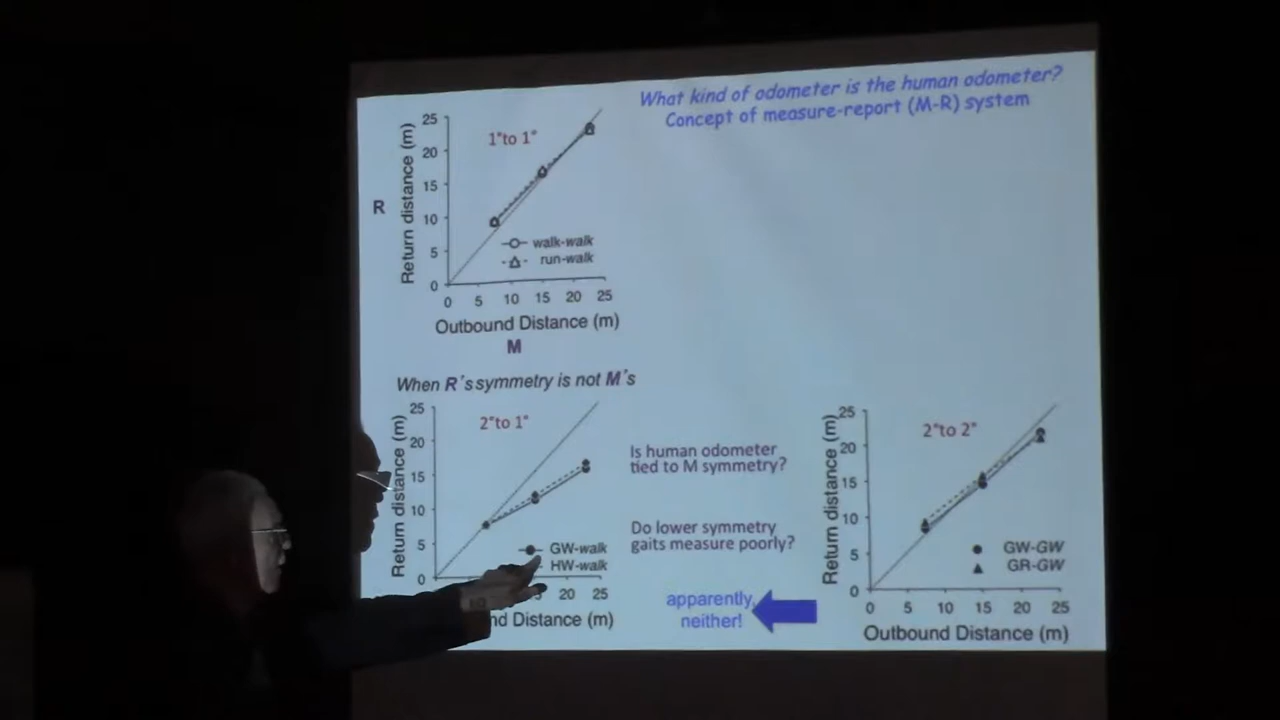 What kind of odometer is the human odometer?
Concept of measure-report (M-R) system
1°to 1°
25
20
15
10
5
0
Return distance (m)
R
walk-walk
run-walk
0 5 10 15 20 25
Outbound Distance (m)
M
When R's symmetry is not M's
2°to 1°
25
20
15
10
5
0
Return distance (m)
GW-walk
HW-walk
20 25
nd Distance (m)
Is human odometer
tied to M symmetry?
Do lower symmetry
gaits measure poorly?
apparently,
neither!
2°to 2°
25
20
15
10
5
0
Return distance (m)
GW-GW
GR-GW
0 5 10 15 20 25
Outbound Distance (m)